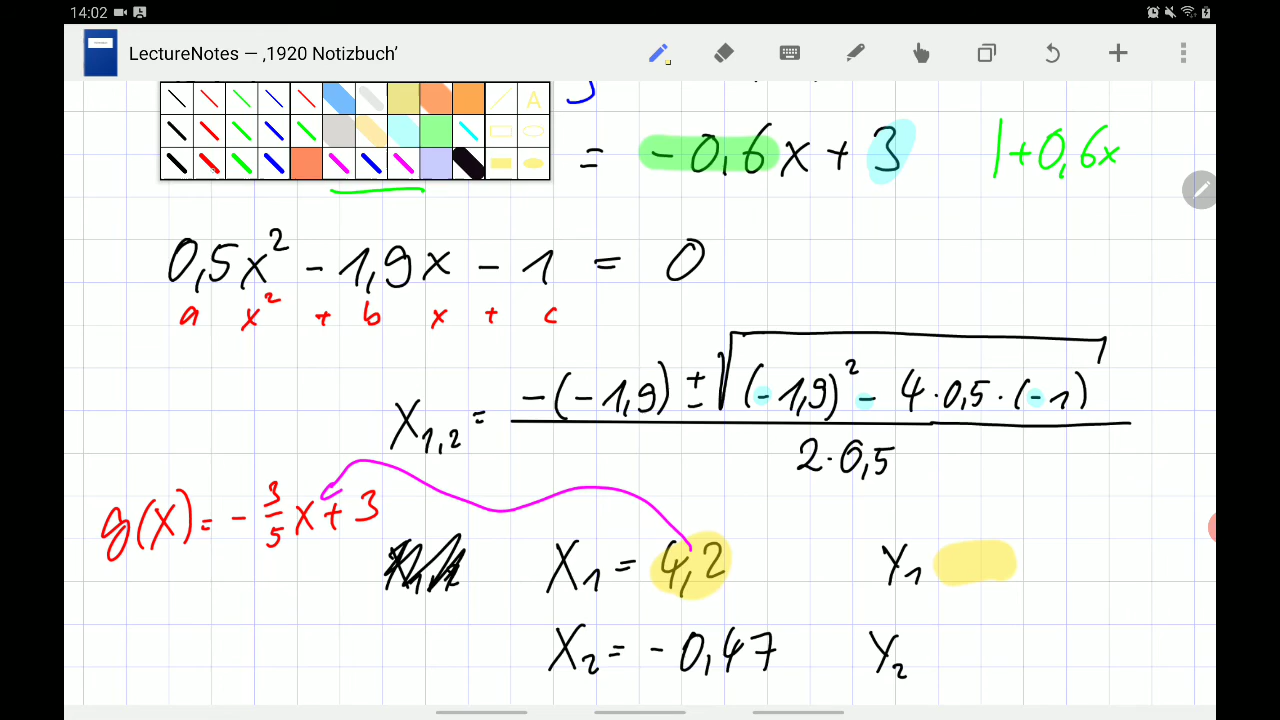 14:02
LectureNotes — ‚1920 Notizbuch’
A
= -0,6x + 3 |+0,6x
0,5x² - 1,9x - 1 = 0
a x² + b x + c
X1,2 = (-(-1,9) ± √((-1,9)² - 4·0,5·(-1))) / (2·0,5)
g(x) = - 3/5 x + 3
X1 = 4,2 Y1
X2 = -0,47 Y2